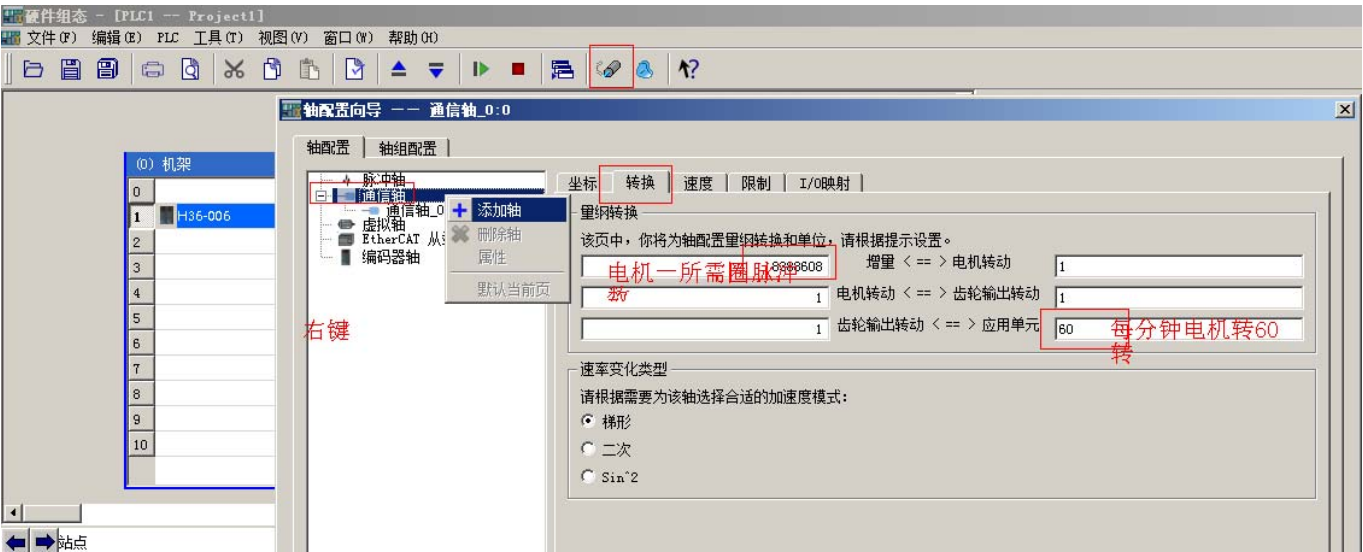 硬件组态 - [PLC1 -- Project1]
文件(F) 编辑(E) PLC 工具(T) 视图(V) 窗口(W) 帮助(H)
轴配置向导 -- 通信轴_0:0
轴配置 轴组配置
(0) 机架
0
1 H36-006
2
3
4
5
6
7
8
9
10
脉冲轴
通信轴
通信轴_0
虚拟轴
EtherCAT 从
编码器轴
添加轴
删除轴
属性
默认当前页
右键
坐标 转换 速度 限制 I/O映射
量纲转换
该页中，你将为轴配置量纲转换和单位，请根据提示设置。
8388608 增量 < == > 电机转动 1
电机一所需圈脉冲
数
1 电机转动 < == > 齿轮输出转动 1
1 齿轮输出转动 < == > 应用单元 60
每分钟电机转60
转
速率变化类型
请根据需要为该轴选择合适的加速度模式：
梯形
二次
Sin^2
站点